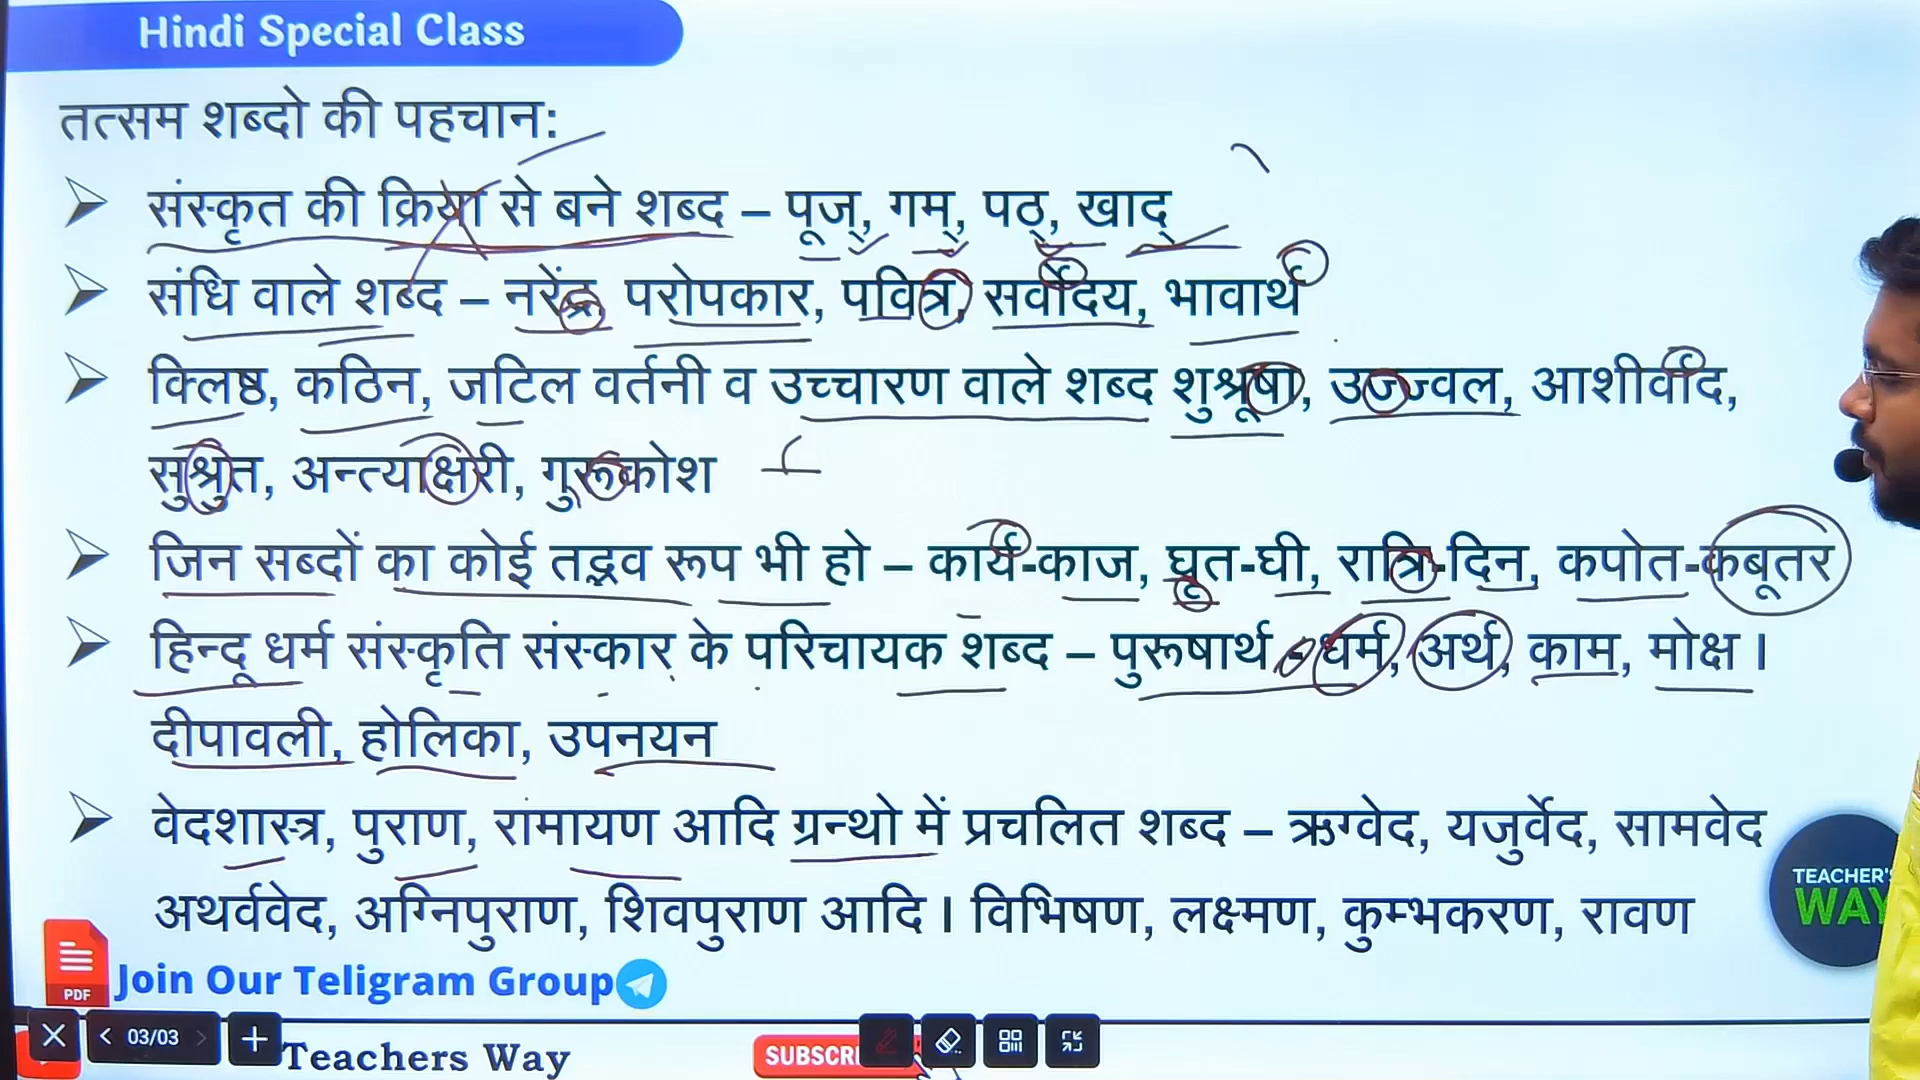 Hindi Special Class
तत्सम शब्दो की पहचान:
संस्कृत की क्रिया से बने शब्द – पूज्, गम्, पठ्, खाद्
संधि वाले शब्द – नरेंद्र परोपकार, पवित्र, सर्वोदय, भावार्थ
क्लिष्ठ, कठिन, जटिल वर्तनी व उच्चारण वाले शब्द शुश्रूषा, उज्ज्वल, आशीर्वाद,
सुश्रुत, अन्त्याक्षरी, गुरूकोश
जिन सब्दों का कोई तद्भव रूप भी हो – कार्य-काज, घृत-घी, रात्रि-दिन, कपोत-कबूतर
हिन्दू धर्म संस्कृति संस्कार के परिचायक शब्द – पुरूषार्थ - धर्म, अर्थ, काम, मोक्ष ।
दीपावली, होलिका, उपनयन
वेदशास्त्र, पुराण, रामायण आदि ग्रन्थो में प्रचलित शब्द – ऋग्वेद, यजुर्वेद, सामवेद
अथर्ववेद, अग्निपुराण, शिवपुराण आदि । विभिषण, लक्ष्मण, कुम्भकरण, रावण
TEACHER'S
WAY
PDF
Join Our Teligram Group
03/03
Teachers Way